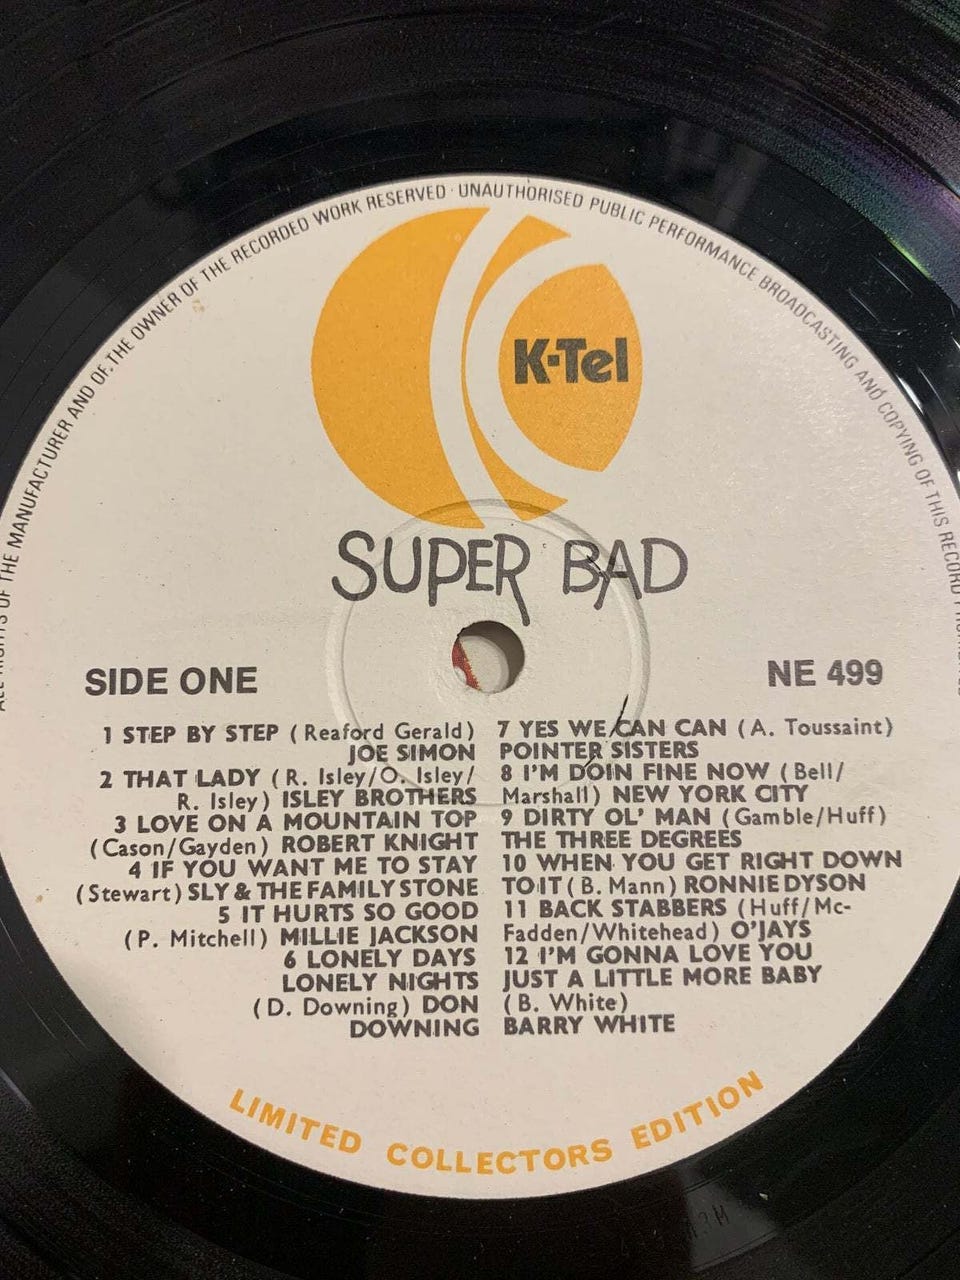 ALL RIGHTS OF THE MANUFACTURER AND OF THE OWNER OF THE RECORDED WORK RESERVED · UNAUTHORISED PUBLIC PERFORMANCE BROADCASTING AND COPYING OF THIS RECORD
K-Tel
SUPER BAD
SIDE ONE
NE 499
1 STEP BY STEP (Reaford Gerald)
JOE SIMON
2 THAT LADY (R. Isley/O. Isley/
R. Isley) ISLEY BROTHERS
3 LOVE ON A MOUNTAIN TOP
(Cason/Gayden) ROBERT KNIGHT
4 IF YOU WANT ME TO STAY
(Stewart) SLY & THE FAMILY STONE
5 IT HURTS SO GOOD
(P. Mitchell) MILLIE JACKSON
6 LONELY DAYS
LONELY NIGHTS
(D. Downing) DON
DOWNING
7 YES WE CAN CAN (A. Toussaint)
POINTER SISTERS
8 I'M DOIN FINE NOW (Bell/
Marshall) NEW YORK CITY
9 DIRTY OL' MAN (Gamble/Huff)
THE THREE DEGREES
10 WHEN YOU GET RIGHT DOWN
TO IT (B. Mann) RONNIE DYSON
11 BACK STABBERS (Huff/Mc-
Fadden/Whitehead) O'JAYS
12 I'M GONNA LOVE YOU
JUST A LITTLE MORE BABY
(B. White)
BARRY WHITE
LIMITED COLLECTORS EDITION